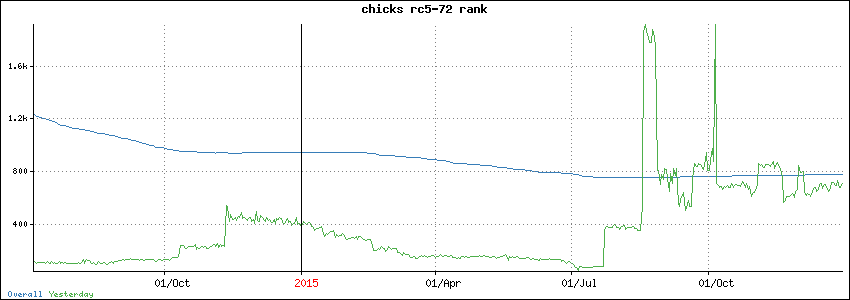 chicks rc5-72 rank
1.6k
1.2k
800
400
01/Oct 2015 01/Apr 01/Jul 01/Oct
Overall Yesterday